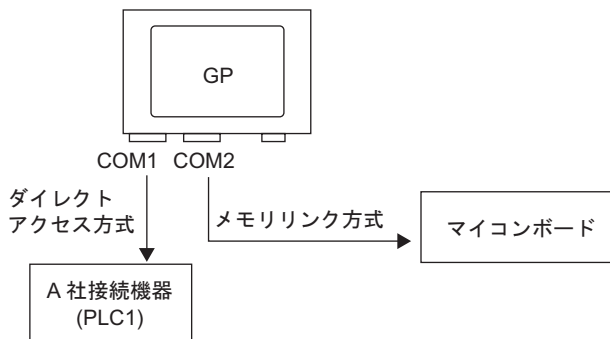 GP
COM1 COM2
ダイレクト
アクセス方式
メモリリンク方式
マイコンボード
A 社接続機器
(PLC1)